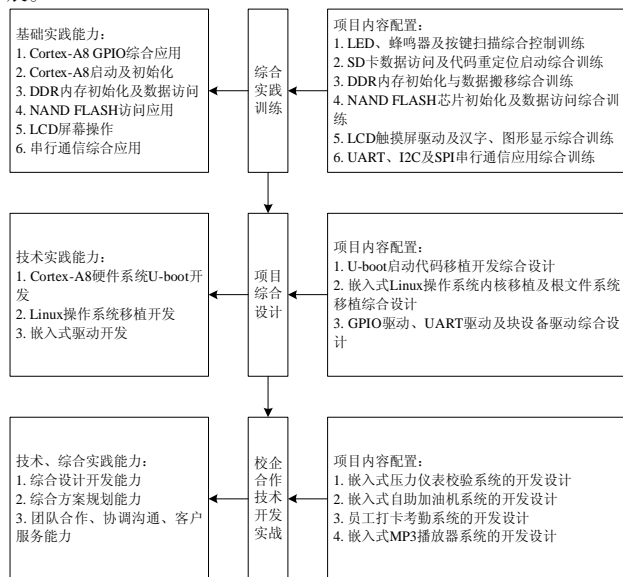 基础实践能力：
1. Cortex-A8 GPIO综合应用
2. Cortex-A8启动及初始化
3. DDR内存初始化及数据访问
4. NAND FLASH访问应用
5. LCD屏幕操作
6. 串行通信综合应用
综合
实践
训练
项目内容配置：
1. LED、蜂鸣器及按键扫描综合控制训练
2. SD卡数据访问及代码重定位启动综合训练
3. DDR内存初始化与数据搬移综合训练
4. NAND FLASH芯片初始化及数据访问综合训
练
5. LCD触摸屏驱动及汉字、图形显示综合训练
6. UART、I2C及SPI串行通信应用综合训练
技术实践能力：
1. Cortex-A8硬件系统U-boot开
发
2. Linux操作系统移植开发
3. 嵌入式驱动开发
项目
综合
设计
项目内容配置：
1. U-boot启动代码移植开发综合设计
2. 嵌入式Linux操作系统内核移植及根文件系统
移植综合设计
3. GPIO驱动、UART驱动及块设备驱动综合设
计
技术、综合实践能力：
1. 综合设计开发能力
2. 综合方案规划能力
3. 团队合作、协调沟通、客户
服务能力
校企
合作
技术
开发
实战
项目内容配置：
1. 嵌入式压力仪表校验系统的开发设计
2. 嵌入式自助加油机系统的开发设计
3. 员工打卡考勤系统的开发设计
4. 嵌入式MP3播放器系统的开发设计